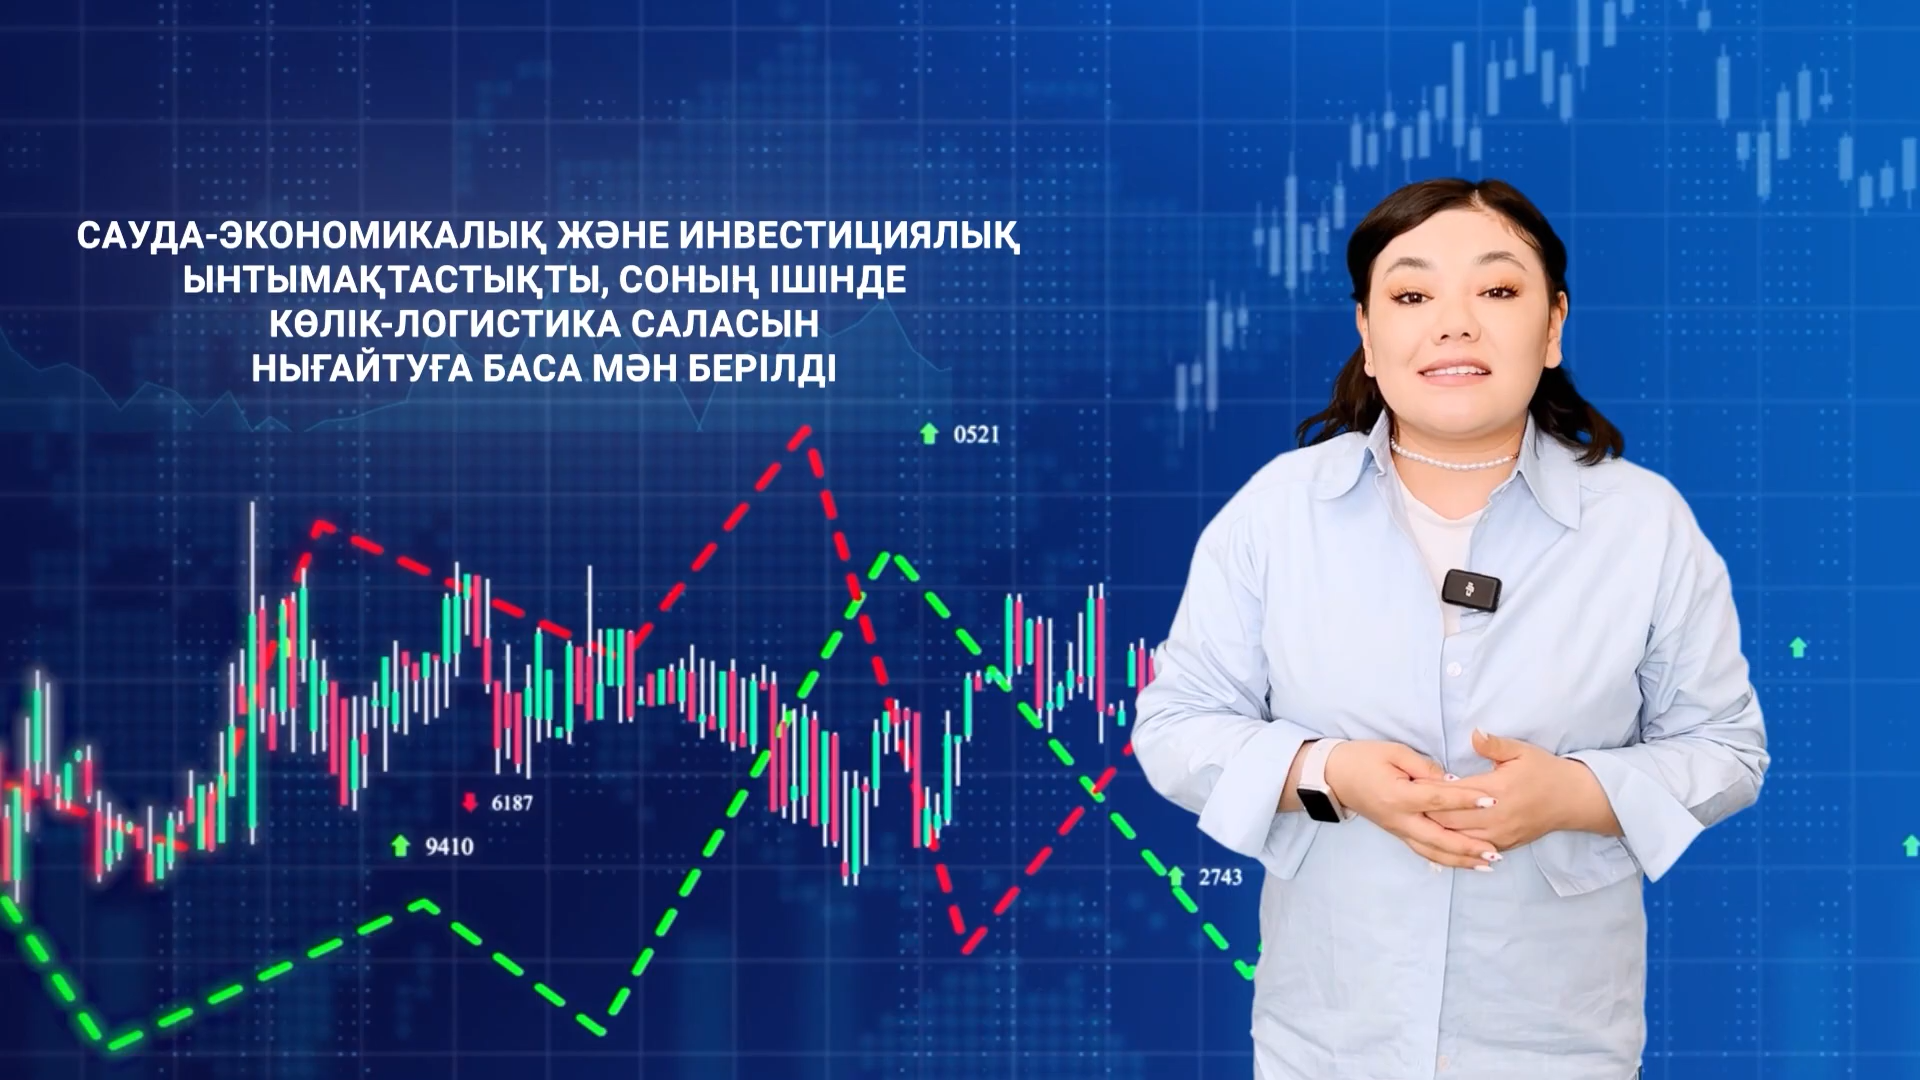 САУДА-ЭКОНОМИКАЛЫҚ ЖӘНЕ ИНВЕСТИЦИЯЛЫҚ
ЫНТЫМАҚТАСТЫҚТЫ, СОНЫҢ ІШІНДЕ
КӨЛІК-ЛОГИСТИКА САЛАСЫН
НЫҒАЙТУҒА БАСА МӘН БЕРІЛДІ
0521
6187
9410
2743